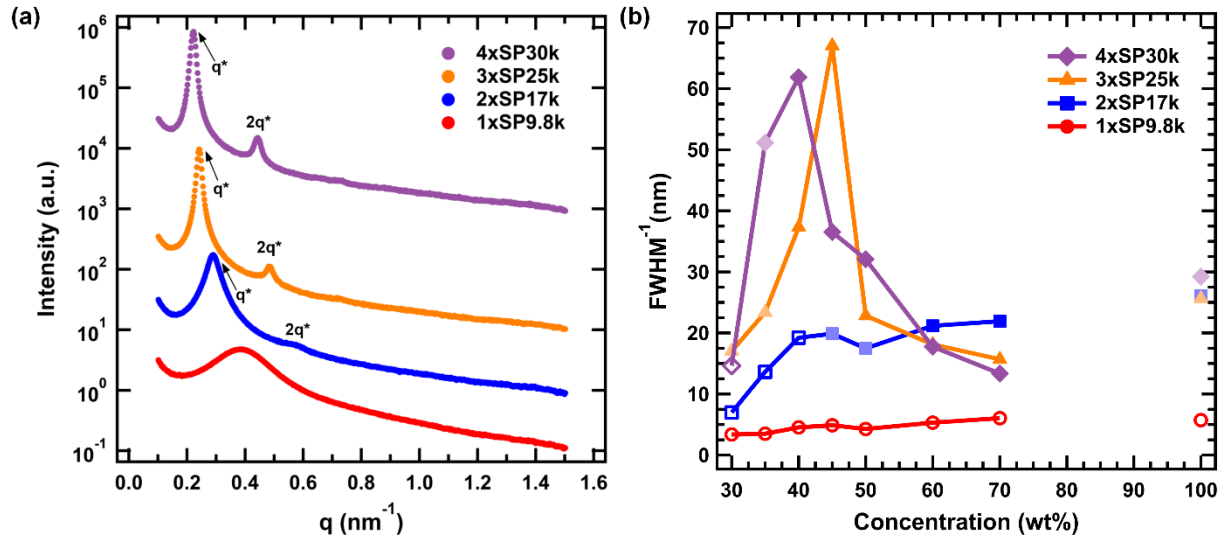 (a)
10^6
10^5
10^4
10^3
10^2
10^1
10^0
10^-1
Intensity (a.u.)
q*
2q*
q*
2q*
q*
2q*
4xSP30k
3xSP25k
2xSP17k
1xSP9.8k
0.0 0.2 0.4 0.6 0.8 1.0 1.2 1.4 1.6
q (nm^-1)
(b)
70
60
50
40
30
20
10
0
FWHM^-1(nm)
4xSP30k
3xSP25k
2xSP17k
1xSP9.8k
30 40 50 60 70 80 90 100
Concentration (wt%)